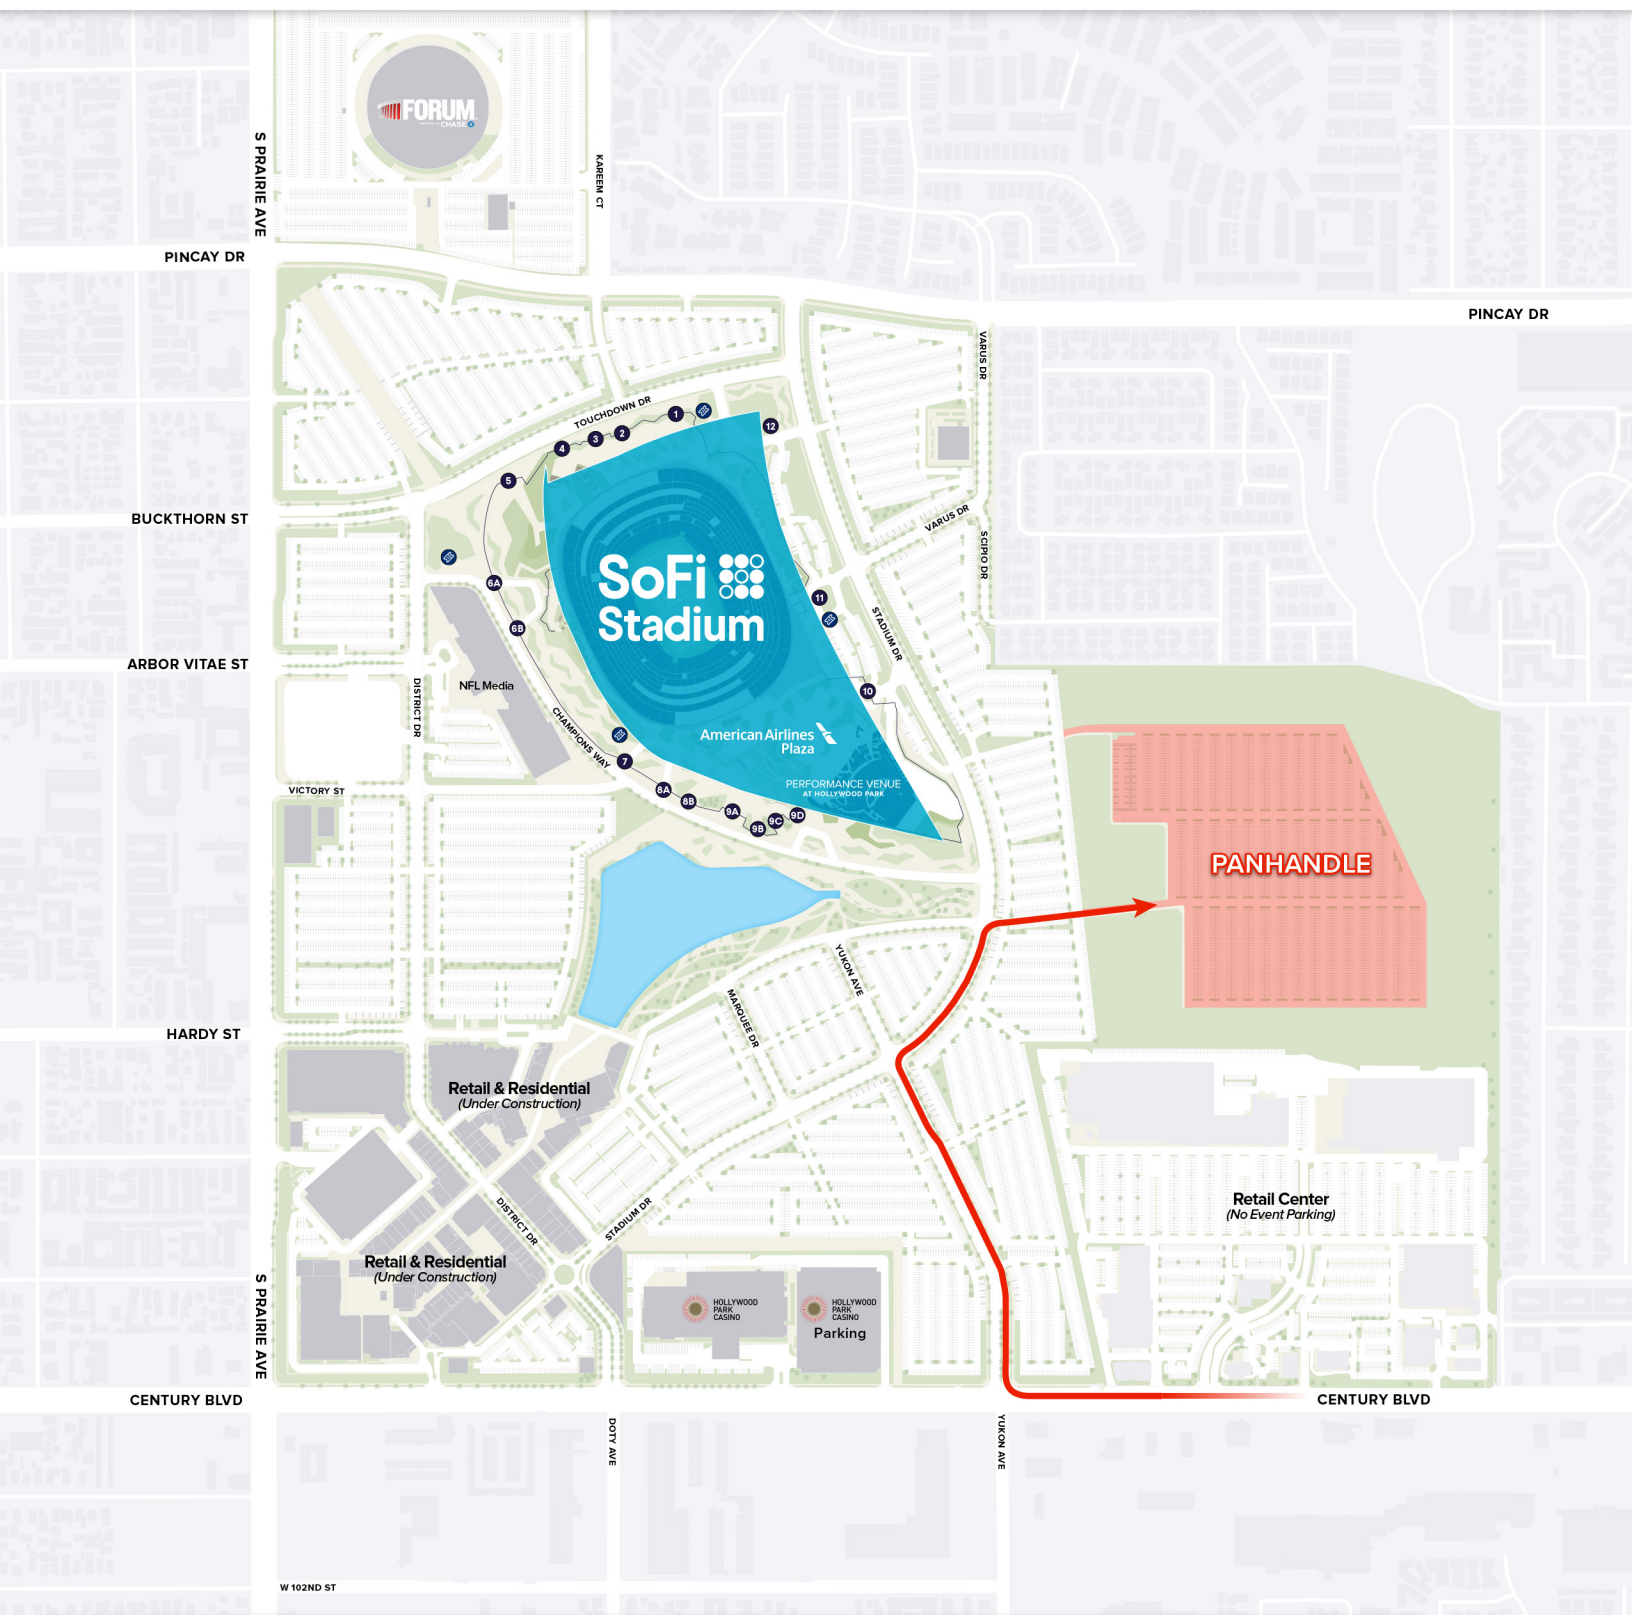 FORUM
CHASE
S PRAIRIE AVE
KAREEM CT
PINCAY DR
PINCAY DR
VARUS DR
TOUCHDOWN DR
1
12
2
3
4
5
BUCKTHORN ST
VARUS DR
SCIPIO DR
SoFi
Stadium
6A
11
6B
STADIUM DR
ARBOR VITAE ST
NFL Media
DISTRICT DR
10
CHAMPIONS WAY
American Airlines
Plaza
7
PERFORMANCE VENUE
AT HOLLYWOOD PARK
VICTORY ST
8A
8B
9A
9B
9C
9D
PANHANDLE
YUKON AVE
MARQUEE DR
HARDY ST
Retail & Residential
(Under Construction)
Retail Center
(No Event Parking)
DISTRICT DR
STADIUM DR
Retail & Residential
(Under Construction)
HOLLYWOOD
PARK
CASINO
HOLLYWOOD
PARK
CASINO
Parking
S PRAIRIE AVE
CENTURY BLVD
CENTURY BLVD
DOTY AVE
YUKON AVE
W 102ND ST